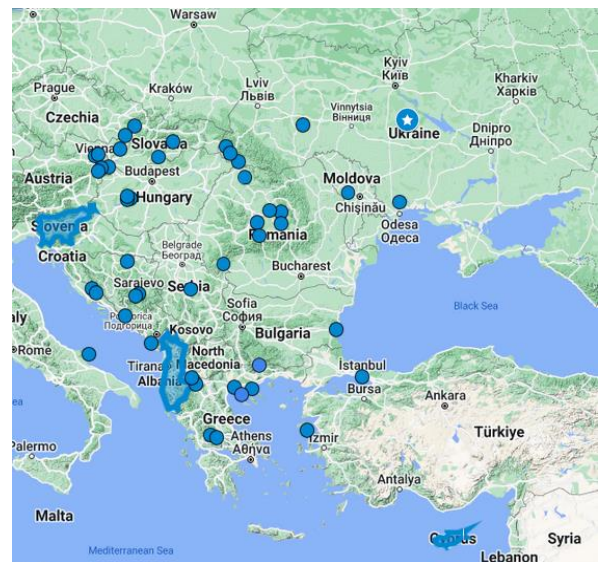 Warsaw
Prague
Kraków
Lviv
Львів
Kyiv
Київ
Kharkiv
Харків
Czechia
Vinnytsia
Вінниця
Ukraine
Dnipro
Дніпро
Slovakia
Austria
Budapest
Hungary
Moldova
Chișinău
Odesa
Одеса
Slovenia
Croatia
Romania
Belgrade
Београд
Bucharest
Sarajevo
Serbia
Black Sea
Подгорица
Kosovo
Sofia
София
Bulgaria
aly
Rome
Tirana
North
Macedonia
Albania
İstanbul
Bursa
Ankara
Greece
Athens
Αθήνα
İzmir
Türkiye
ea
Palermo
Antalya
Malta
Cyprus
Syria
Mediterranean Sea
Lebanon